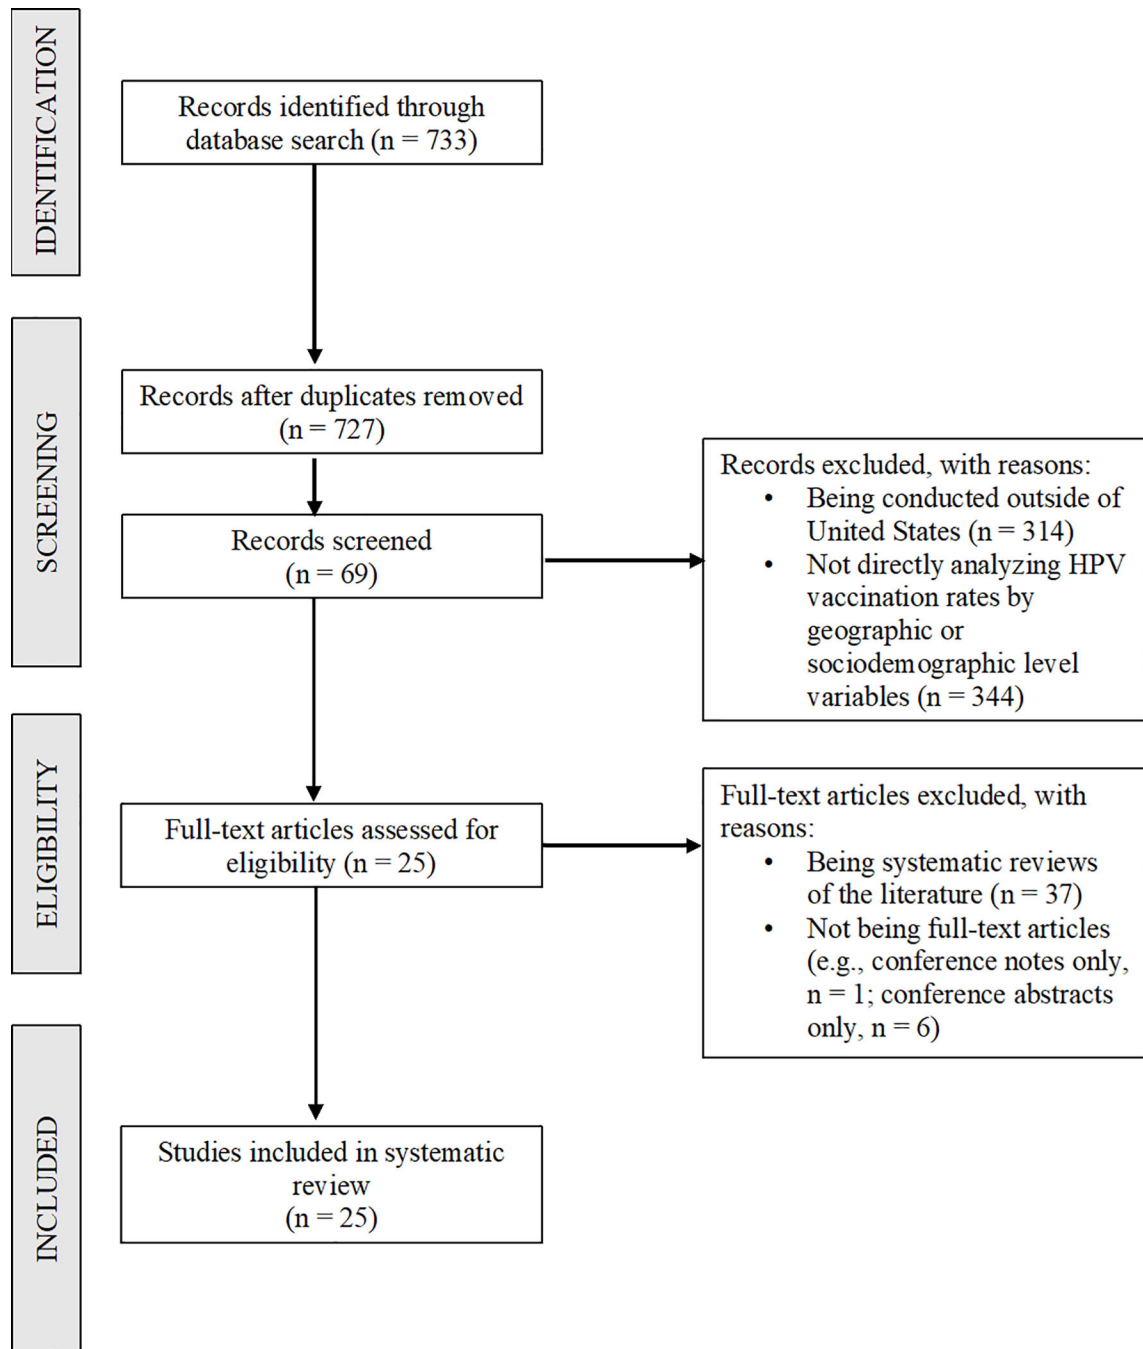 IDENTIFICATION
Records identified through
database search (n = 733)
SCREENING
Records after duplicates removed
(n = 727)
Records screened
(n = 69)
Records excluded, with reasons:
• Being conducted outside of
United States (n = 314)
• Not directly analyzing HPV
vaccination rates by
geographic or
sociodemographic level
variables (n = 344)
ELIGIBILITY
Full-text articles assessed for
eligibility (n = 25)
Full-text articles excluded, with
reasons:
• Being systematic reviews
of the literature (n = 37)
• Not being full-text articles
(e.g., conference notes only,
n = 1; conference abstracts
only, n = 6)
INCLUDED
Studies included in systematic
review
(n = 25)